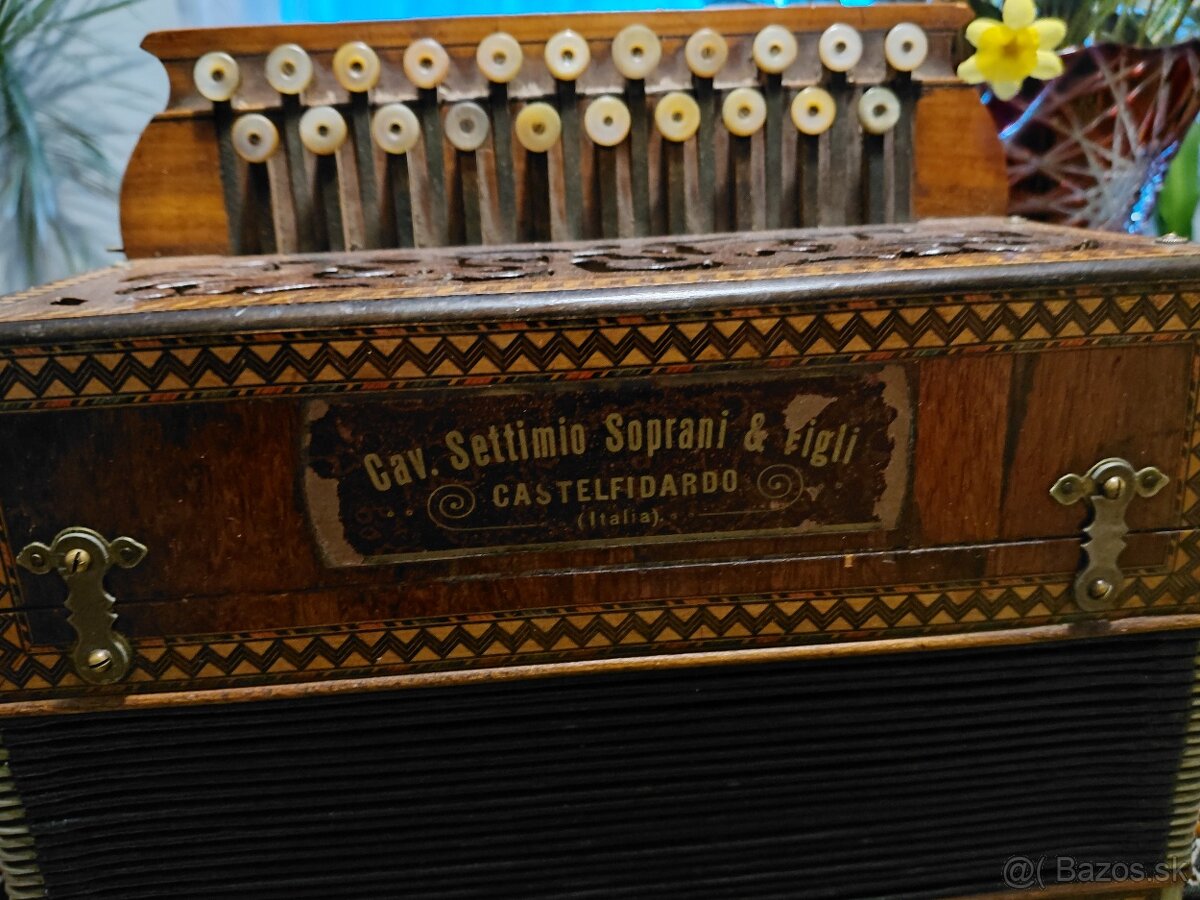 Cav. Settimio Soprani & Figli
CASTELFIDARDO
(Italia)
@( Bazos.sk